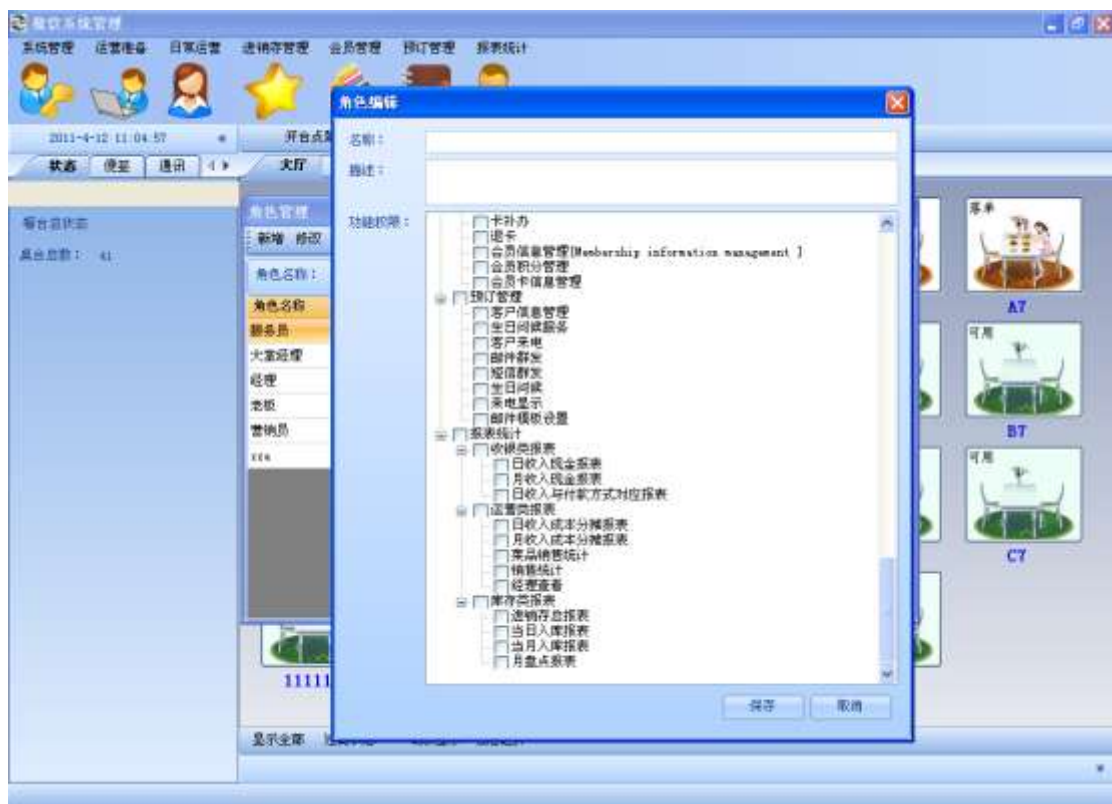 餐饮系统管理
系统管理 运营准备 日常运营 进销存管理 会员管理 预订管理 报表统计
2011-4-12 11:04:57
开台点
状态 便签 通讯
大厅
餐台总状态
桌台总数: 41
角色管理
新增 修改
角色名称:
角色名称
服务员
大堂经理
经理
老板
营销员
角色编辑
名称:
描述:
功能权限:
卡补办
退卡
会员信息管理[Membership information management ]
会员积分管理
会员卡信息管理
预订管理
客户信息管理
生日问候服务
客户来电
邮件群发
短信群发
生日问候
来电显示
邮件模板设置
报表统计
收银类报表
日收入现金报表
月收入现金报表
日收入与付款方式对应报表
运营类报表
日收入成本分摊报表
月收入成本分摊报表
菜品销售统计
销售统计
经理查看
库存类报表
进销存总报表
当日入库报表
当月入库报表
月盘点报表
保存 取消
落单
A7
可用
B7
可用
C7
11111
显示全部